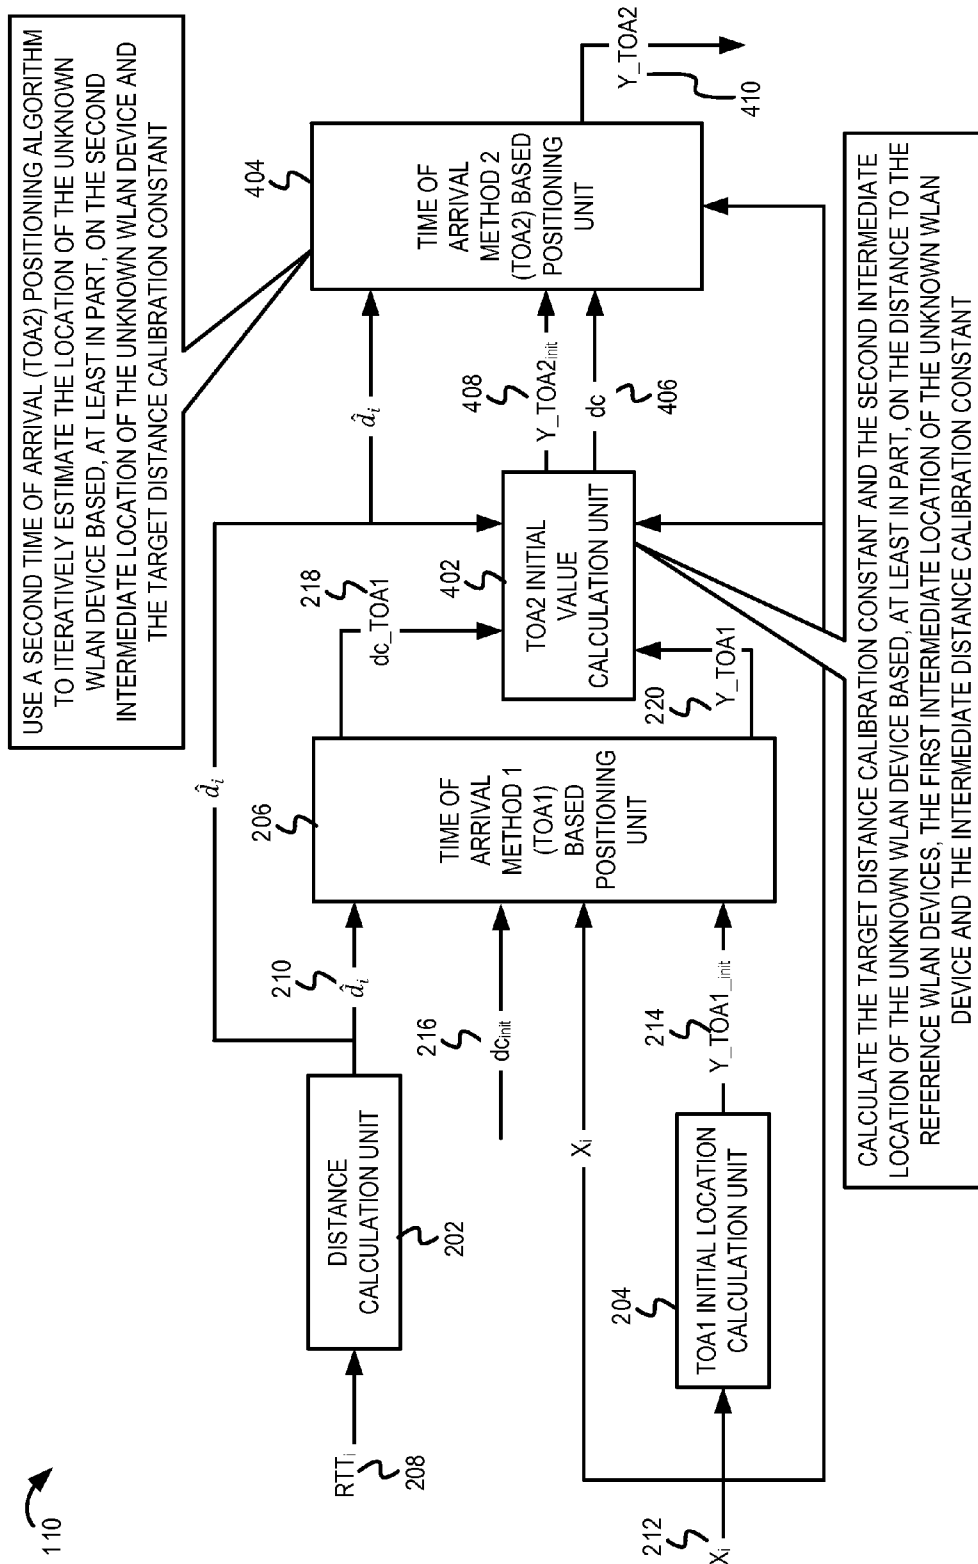 110
USE A SECOND TIME OF ARRIVAL (TOA2) POSITIONING ALGORITHM
TO ITERATIVELY ESTIMATE THE LOCATION OF THE UNKNOWN
WLAN DEVICE BASED, AT LEAST IN PART, ON THE SECOND
INTERMEDIATE LOCATION OF THE UNKNOWN WLAN DEVICE AND
THE TARGET DISTANCE CALIBRATION CONSTANT
RTTᵢ
208
DISTANCE
CALCULATION UNIT
202
d̂ᵢ
210
d̂ᵢ
216
dc_init
Xᵢ
212
Xᵢ
204
TOA1 INITIAL LOCATION
CALCULATION UNIT
214
Y_TOA1_init
206
TIME OF
ARRIVAL
METHOD 1
(TOA1)
BASED
POSITIONING
UNIT
218
dc_TOA1
220
Y_TOA1
402
TOA2 INITIAL
VALUE
CALCULATION UNIT
d̂ᵢ
408
Y_TOA2_init
dc
406
404
TIME OF
ARRIVAL
METHOD 2
(TOA2) BASED
POSITIONING
UNIT
Y_TOA2
410
CALCULATE THE TARGET DISTANCE CALIBRATION CONSTANT AND THE SECOND INTERMEDIATE
LOCATION OF THE UNKNOWN WLAN DEVICE BASED, AT LEAST IN PART, ON THE DISTANCE TO THE
REFERENCE WLAN DEVICES, THE FIRST INTERMEDIATE LOCATION OF THE UNKNOWN WLAN
DEVICE AND THE INTERMEDIATE DISTANCE CALIBRATION CONSTANT